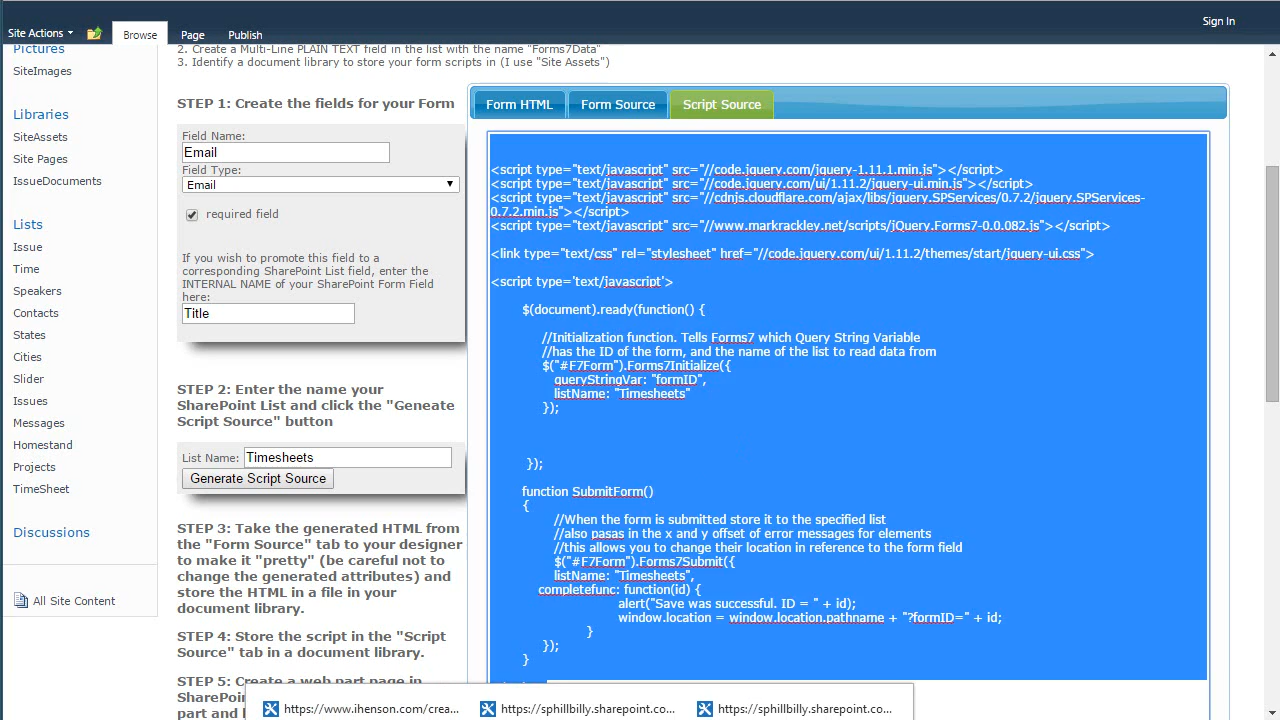 Site Actions
Browse
Page
Publish
Sign In
Pictures
SiteImages
Libraries
SiteAssets
Site Pages
IssueDocuments
Lists
Issue
Time
Speakers
Contacts
States
Cities
Slider
Issues
Messages
Homestand
Projects
TimeSheet
Discussions
All Site Content
2. Create a Multi-Line PLAIN TEXT field in the list with the name "Forms7Data"
3. Identify a document library to store your form scripts in (I use "Site Assets")
STEP 1: Create the fields for your Form
Field Name:
Email
Field Type:
Email
required field
If you wish to promote this field to a
corresponding SharePoint List field, enter the
INTERNAL NAME of your SharePoint Form Field
here:
Title
STEP 2: Enter the name your
SharePoint List and click the "Geneate
Script Source" button
List Name: Timesheets
Generate Script Source
STEP 3: Take the generated HTML from
the "Form Source" tab to your designer
to make it "pretty" (be careful not to
change the generated attributes) and
store the HTML in a file in your
document library.
STEP 4: Store the script in the "Script
Source" tab in a document library.
STEP 5: Create a web part page in
SharePoi
part and l
Form HTML
Form Source
Script Source
<script type="text/javascript" src="//code.jquery.com/jquery-1.11.1.min.js"></script>
<script type="text/javascript" src="//code.jquery.com/ui/1.11.2/jquery-ui.min.js"></script>
<script type="text/javascript" src="//cdnjs.cloudflare.com/ajax/libs/jquery.SPServices/0.7.2/jquery.SPServices-
0.7.2.min.js"></script>
<script type="text/javascript" src="//www.markrackley.net/scripts/jQuery.Forms7-0.0.082.js"></script>
<link type="text/css" rel="stylesheet" href="//code.jquery.com/ui/1.11.2/themes/start/jquery-ui.css">
<script type='text/javascript'>
$(document).ready(function() {
//Initialization function. Tells Forms7 which Query String Variable
//has the ID of the form, and the name of the list to read data from
$("#F7Form").Forms7Initialize({
queryStringVar: "formID",
listName: "Timesheets"
});
});
function SubmitForm()
{
//When the form is submitted store it to the specified list
//also pasas in the x and y offset of error messages for elements
//this allows you to change their location in reference to the form field
$("#F7Form").Forms7Submit({
listName: "Timesheets",
completefunc: function(id) {
alert("Save was successful. ID = " + id);
window.location = window.location.pathname + "?formID=" + id;
}
});
}
https://www.ihenson.com/crea...
https://sphillbilly.sharepoint.co...
https://sphillbilly.sharepoint.co...